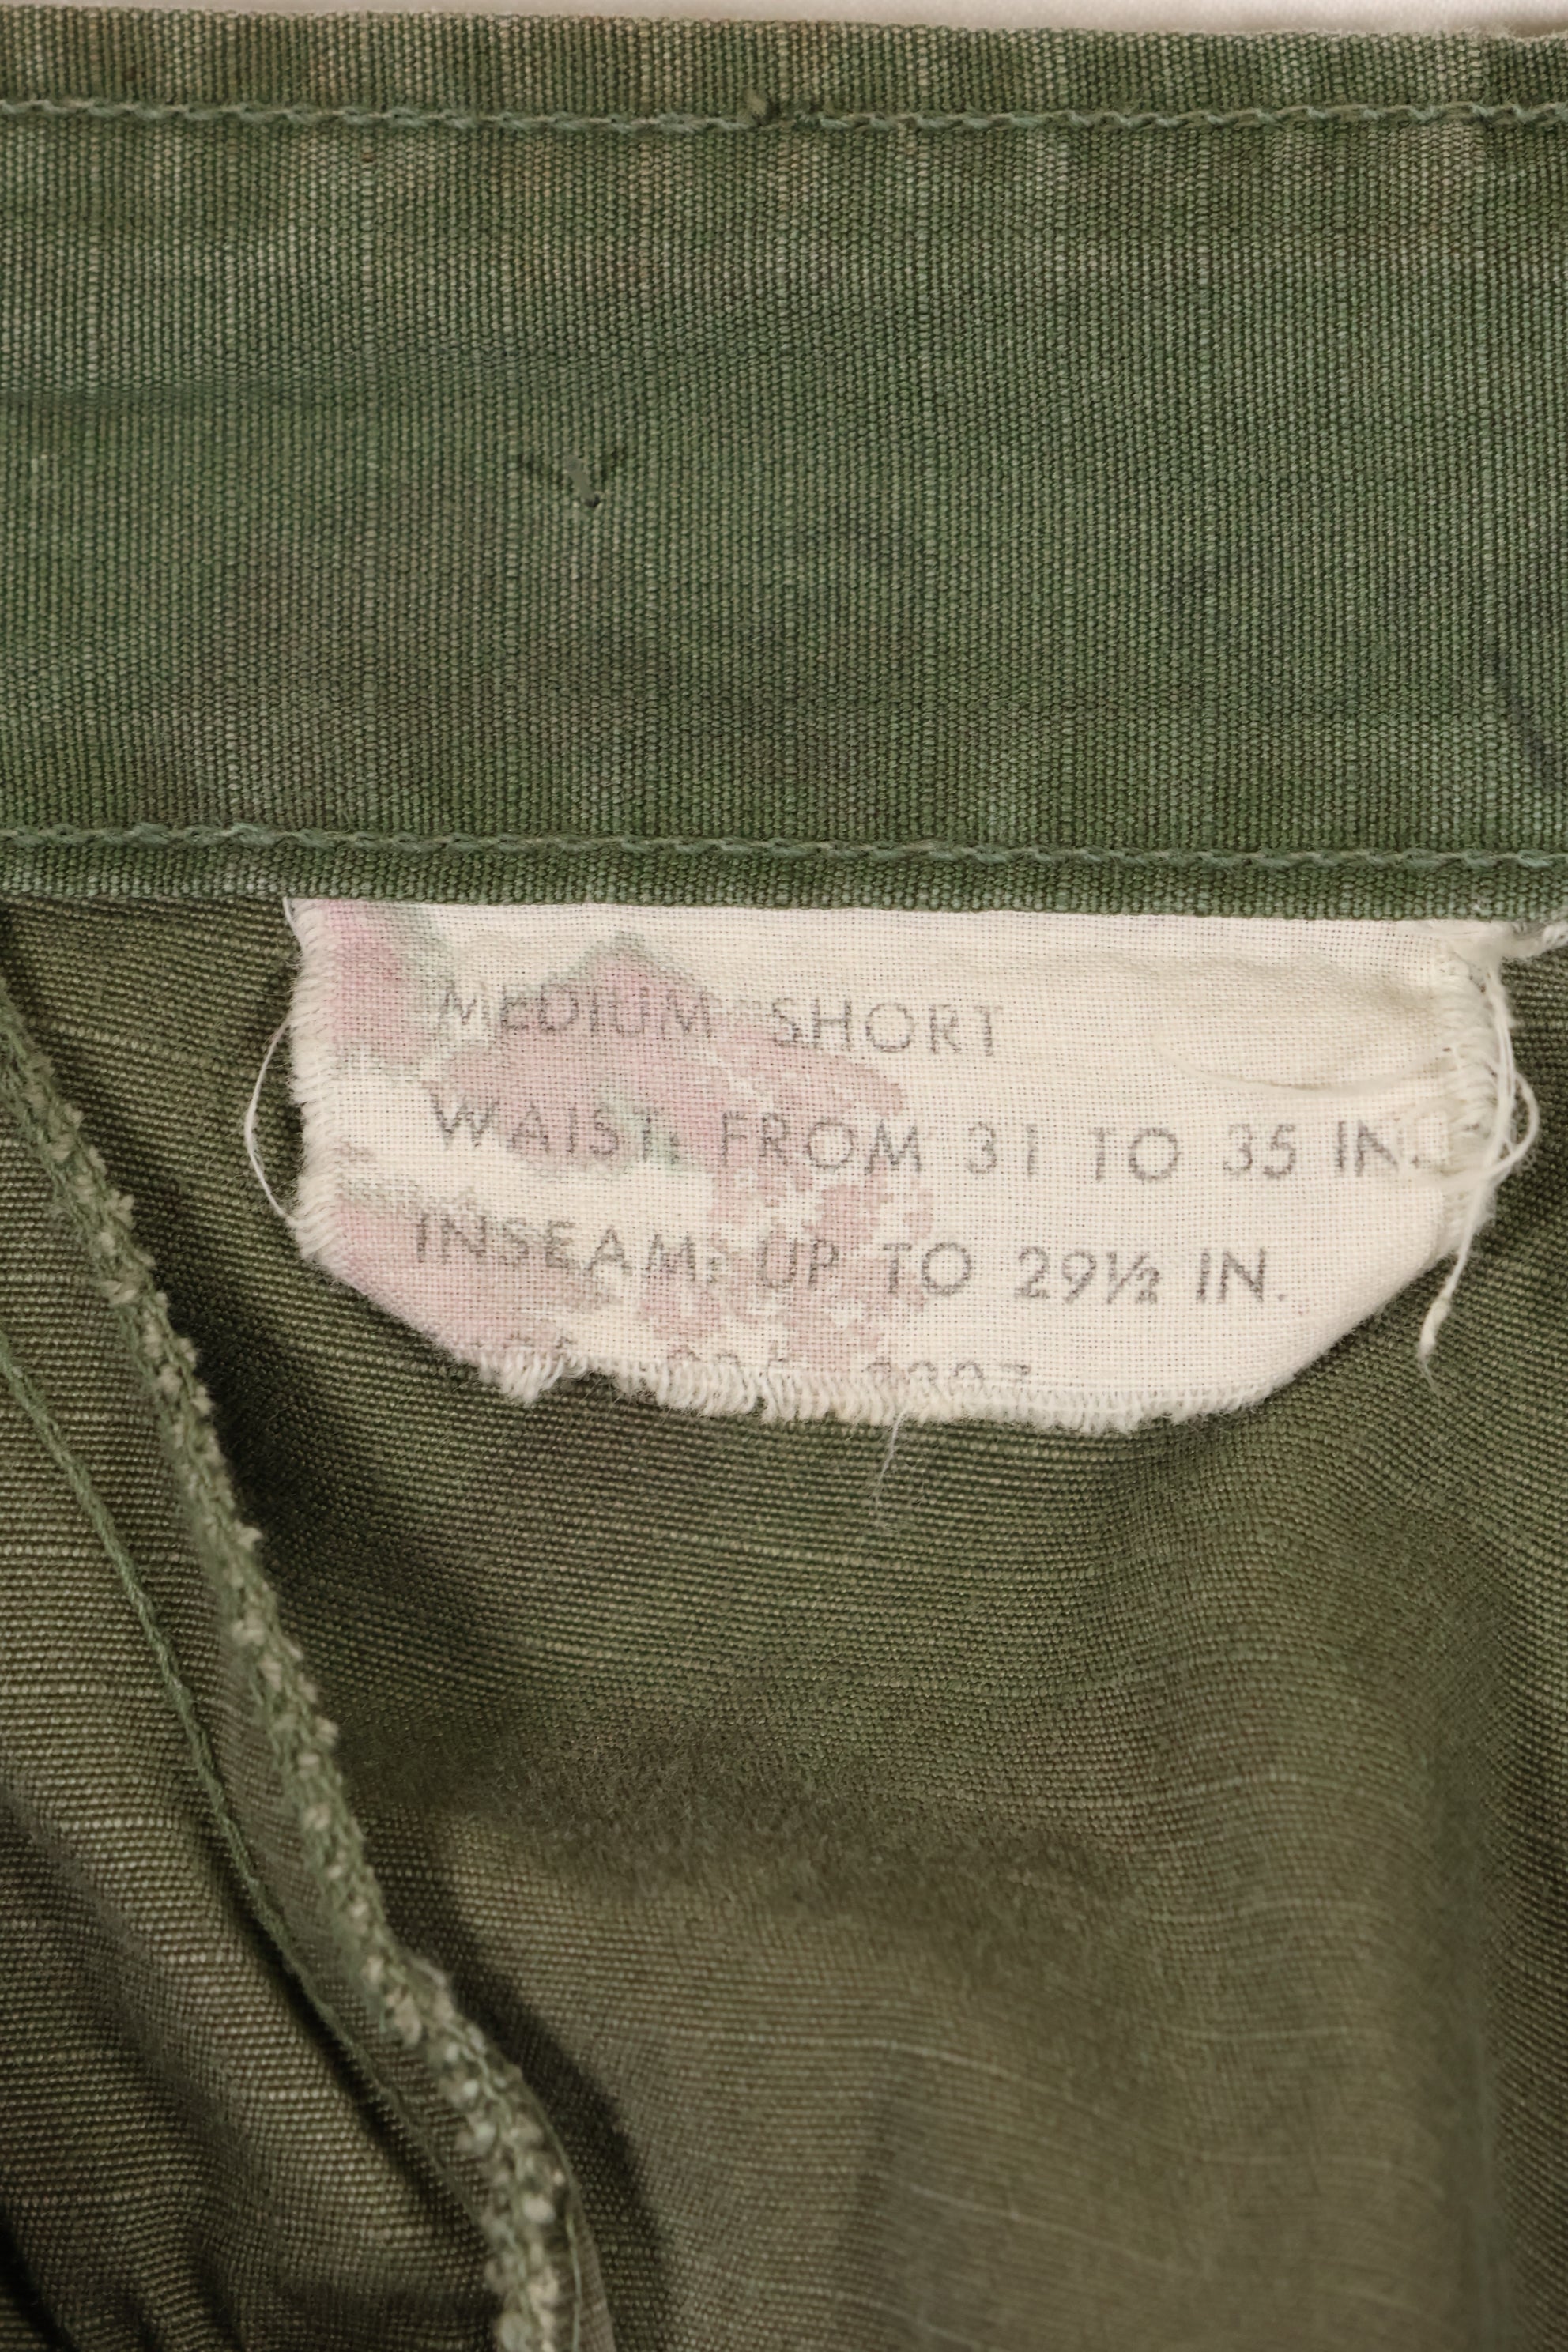 MEDIUM-SHORT
WAIST: FROM 31 TO 35 IN.
INSEAM: UP TO 29½ IN.